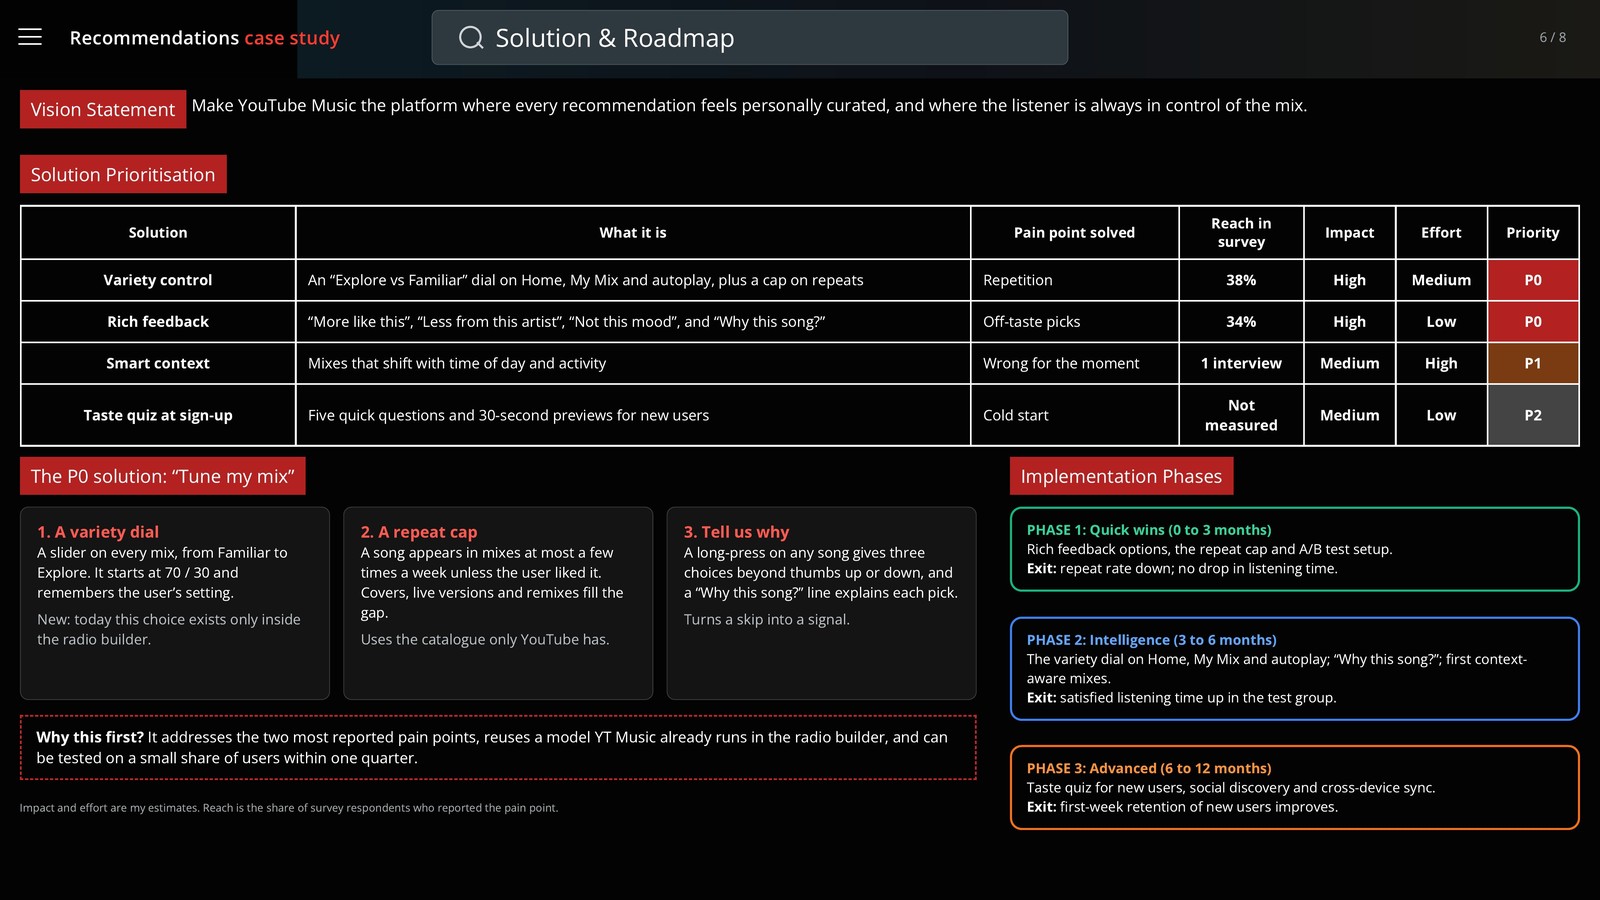 Recommendations case study
Solution & Roadmap
6 / 8
Vision Statement
Make YouTube Music the platform where every recommendation feels personally curated, and where the listener is always in control of the mix.
Solution Prioritisation
Solution
What it is
Pain point solved
Reach in
survey
Impact
Effort
Priority
Variety control
An “Explore vs Familiar” dial on Home, My Mix and autoplay, plus a cap on repeats
Repetition
38%
High
Medium
P0
Rich feedback
“More like this”, “Less from this artist”, “Not this mood”, and “Why this song?”
Off-taste picks
34%
High
Low
P0
Smart context
Mixes that shift with time of day and activity
Wrong for the moment
1 interview
Medium
High
P1
Taste quiz at sign-up
Five quick questions and 30-second previews for new users
Cold start
Not
measured
Medium
Low
P2
The P0 solution: “Tune my mix”
1. A variety dial
A slider on every mix, from Familiar to
Explore. It starts at 70 / 30 and
remembers the user’s setting.
New: today this choice exists only inside
the radio builder.
2. A repeat cap
A song appears in mixes at most a few
times a week unless the user liked it.
Covers, live versions and remixes fill the
gap.
Uses the catalogue only YouTube has.
3. Tell us why
A long-press on any song gives three
choices beyond thumbs up or down, and
a “Why this song?” line explains each pick.
Turns a skip into a signal.
Why this first? It addresses the two most reported pain points, reuses a model YT Music already runs in the radio builder, and can
be tested on a small share of users within one quarter.
Impact and effort are my estimates. Reach is the share of survey respondents who reported the pain point.
Implementation Phases
PHASE 1: Quick wins (0 to 3 months)
Rich feedback options, the repeat cap and A/B test setup.
Exit: repeat rate down; no drop in listening time.
PHASE 2: Intelligence (3 to 6 months)
The variety dial on Home, My Mix and autoplay; “Why this song?”; first context-
aware mixes.
Exit: satisfied listening time up in the test group.
PHASE 3: Advanced (6 to 12 months)
Taste quiz for new users, social discovery and cross-device sync.
Exit: first-week retention of new users improves.